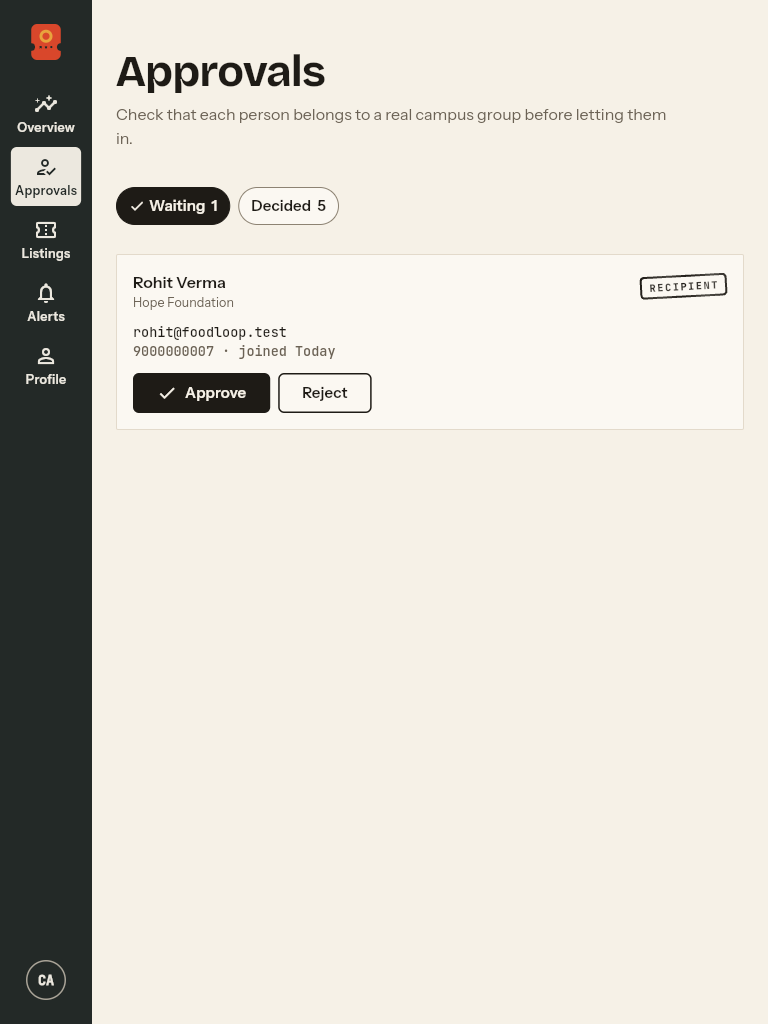 Overview
Approvals
Listings
Alerts
Profile
CA
Approvals
Check that each person belongs to a real campus group before letting them
in.
Waiting 1
Decided 5
Rohit Verma
RECIPIENT
Hope Foundation
rohit@foodloop.test
9000000007 · joined Today
Approve
Reject